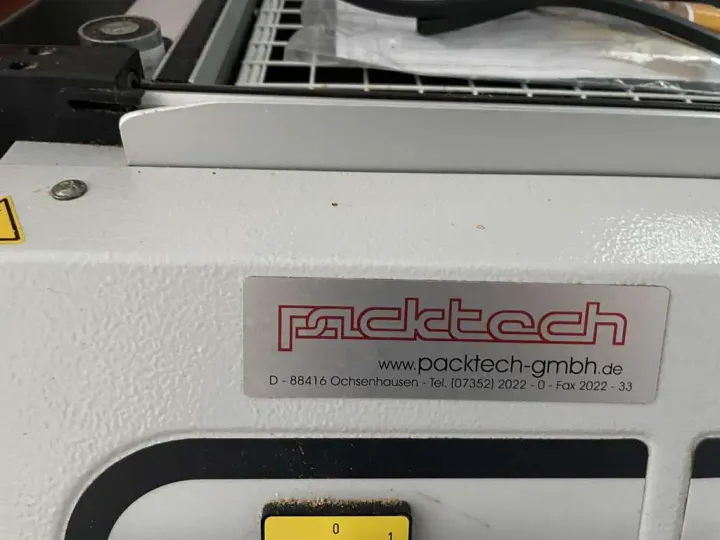 packtech
www.packtech-gmbh.de
D - 88416 Ochsenhausen - Tel. (07352) 2022 - 0 - Fax 2022 - 33
0
1